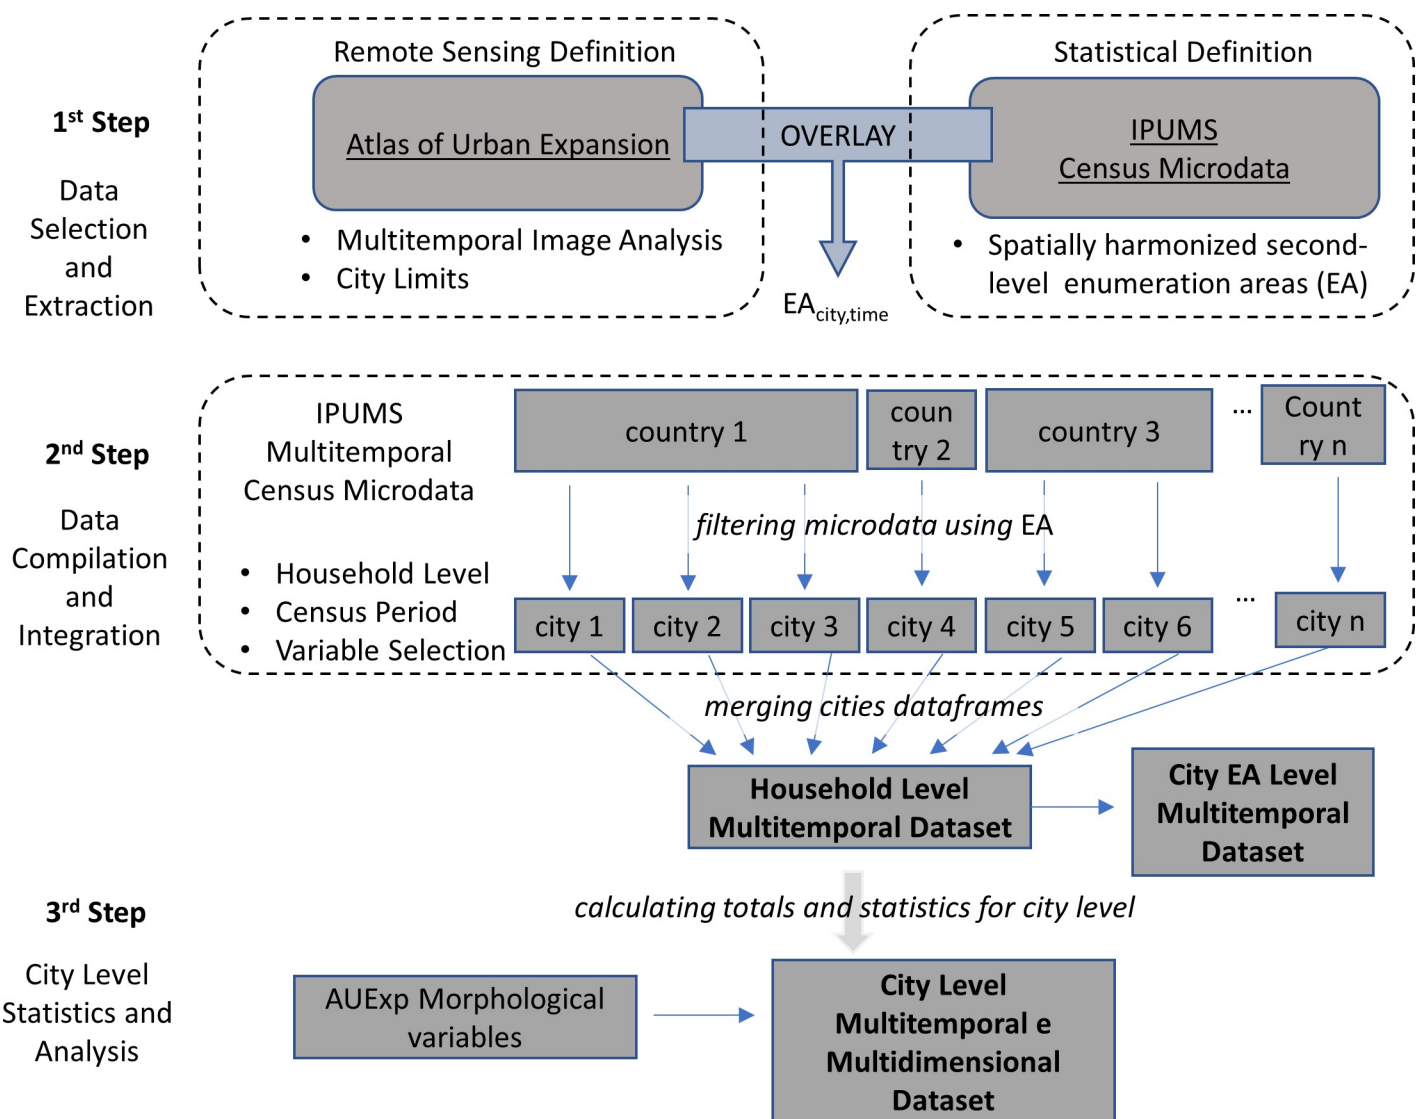 Remote Sensing Definition
Statistical Definition
1st Step
Data
Selection
and
Extraction
Atlas of Urban Expansion
OVERLAY
IPUMS
Census Microdata
• Multitemporal Image Analysis
• City Limits
• Spatially harmonized second-
level enumeration areas (EA)
EAcity,time
2nd Step
Data
Compilation
and
Integration
IPUMS
Multitemporal
Census Microdata
• Household Level
• Census Period
• Variable Selection
country 1
coun
try 2
country 3
...
Count
ry n
filtering microdata using EA
city 1
city 2
city 3
city 4
city 5
city 6
...
city n
merging cities dataframes
Household Level
Multitemporal Dataset
City EA Level
Multitemporal
Dataset
3rd Step
City Level
Statistics and
Analysis
calculating totals and statistics for city level
AUExp Morphological
variables
City Level
Multitemporal e
Multidimensional
Dataset